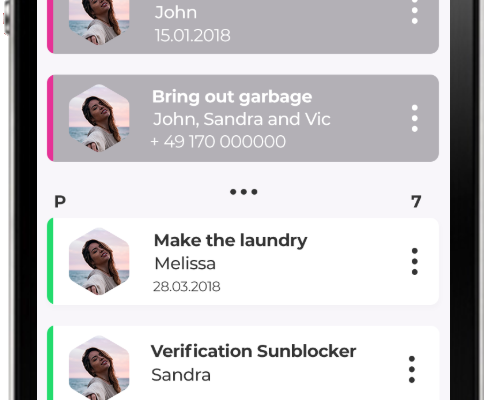 John
15.01.2018
Bring out garbage
John, Sandra and Vic
+ 49 170 000000
P
7
Make the laundry
Melissa
28.03.2018
Verification Sunblocker
Sandra